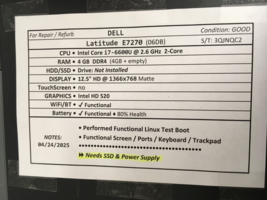 For Repair / Refurb
DELL
Condition: GOOD
Latitude E7270 (06DB)
S/T: 3QJNQC2
CPU • Intel Core i7-6600U @ 2.6 GHz 2-Core
RAM • 4 GB DDR4 (4GB + empty)
HDD/SSD • Drive: Not Installed
DISPLAY • 12.5" HD @ 1366x768 Matte
TouchScreen • no
GRAPHICS • Intel HD 520
WiFi/BT • √ Functional
Battery • √ Functional • 80% Health
NOTES:
04/24/2025
• Performed Functional Linux Test Boot
• Functional Screen / Ports / Keyboard / Trackpad
» Needs SSD & Power Supply